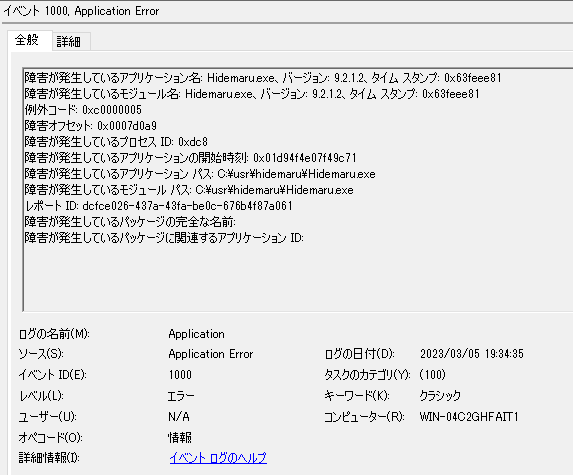 イベント 1000, Application Error
全般 詳細
障害が発生しているアプリケーション名: Hidemaru.exe、バージョン: 9.2.1.2、タイム スタンプ: 0x63feee81
障害が発生しているモジュール名: Hidemaru.exe、バージョン: 9.2.1.2、タイム スタンプ: 0x63feee81
例外コード: 0xc0000005
障害オフセット: 0x0007d0a9
障害が発生しているプロセス ID: 0xdc8
障害が発生しているアプリケーションの開始時刻: 0x01d94f4e07f49c71
障害が発生しているアプリケーション パス: C:¥usr¥hidemaru¥Hidemaru.exe
障害が発生しているモジュール パス: C:¥usr¥hidemaru¥Hidemaru.exe
レポート ID: dcfce026-437a-43fa-be0c-676b4f87a061
障害が発生しているパッケージの完全な名前:
障害が発生しているパッケージに関連するアプリケーション ID:
ログの名前(M): Application
ソース(S): Application Error ログの日付(D): 2023/03/05 19:34:35
イベント ID(E): 1000 タスクのカテゴリ(Y): (100)
レベル(L): エラー キーワード(K): クラシック
ユーザー(U): N/A コンピューター(R): WIN-04C2GHFAIT1
オペコード(O): 情報
詳細情報(I): イベント ログのヘルプ